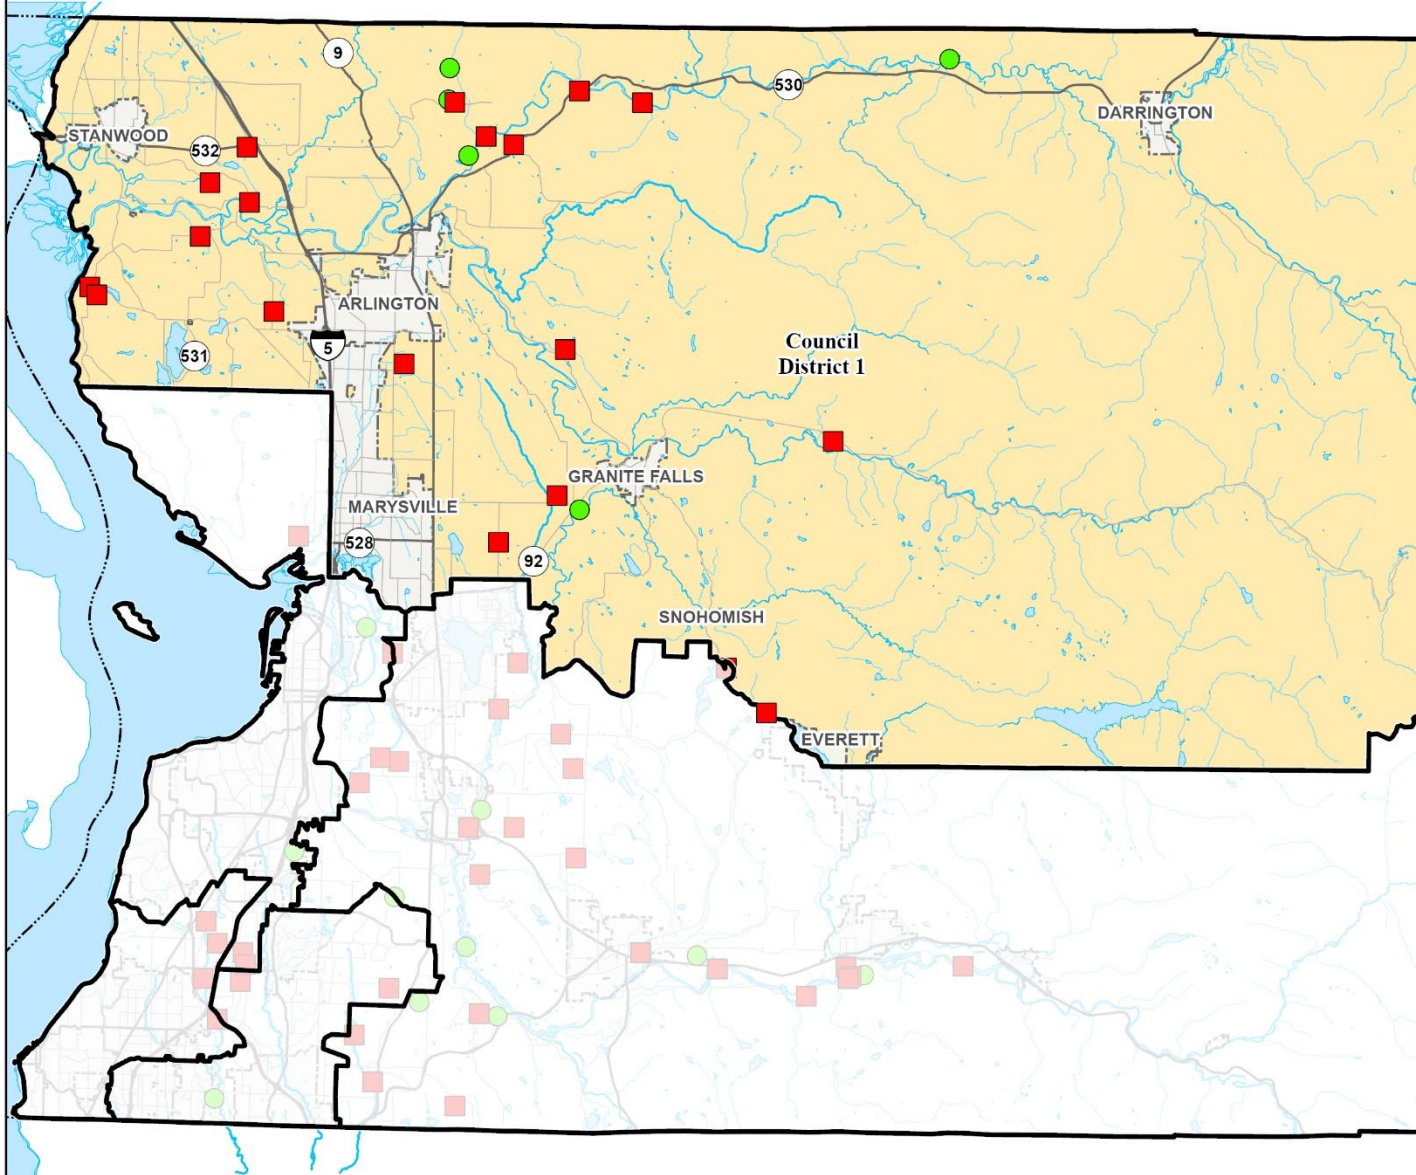 9
530
DARRINGTON
STANWOOD
532
ARLINGTON
5
531
Council
District 1
GRANITE FALLS
MARYSVILLE
528
92
SNOHOMISH
EVERETT